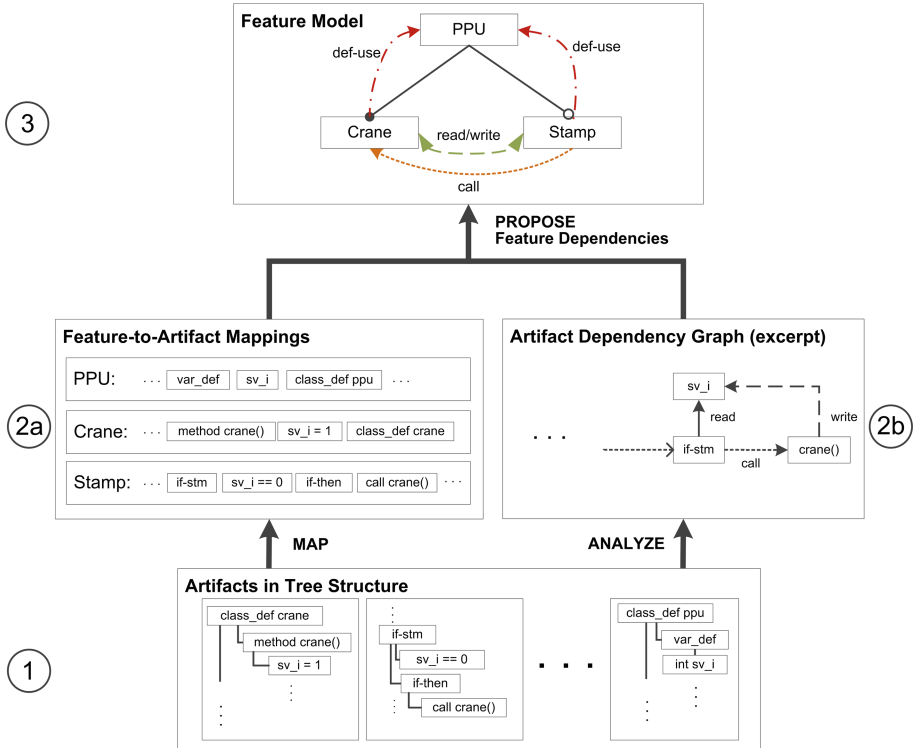 Feature Model
PPU
def-use
def-use
3
Crane
read/write
Stamp
call
PROPOSE
Feature Dependencies
Feature-to-Artifact Mappings
PPU: . . . var_def sv_i class_def ppu . . .
2a
Crane: . . . method crane() sv_i = 1 class_def crane
Stamp: . . . if-stm sv_i == 0 if-then call crane() . . .
Artifact Dependency Graph (excerpt)
sv_i
read
write
2b
. . .
if-stm
call
crane()
MAP
ANALYZE
Artifacts in Tree Structure
1
class_def crane
method crane()
sv_i = 1
if-stm
sv_i == 0
if-then
call crane()
. . .
class_def ppu
var_def
int sv_i